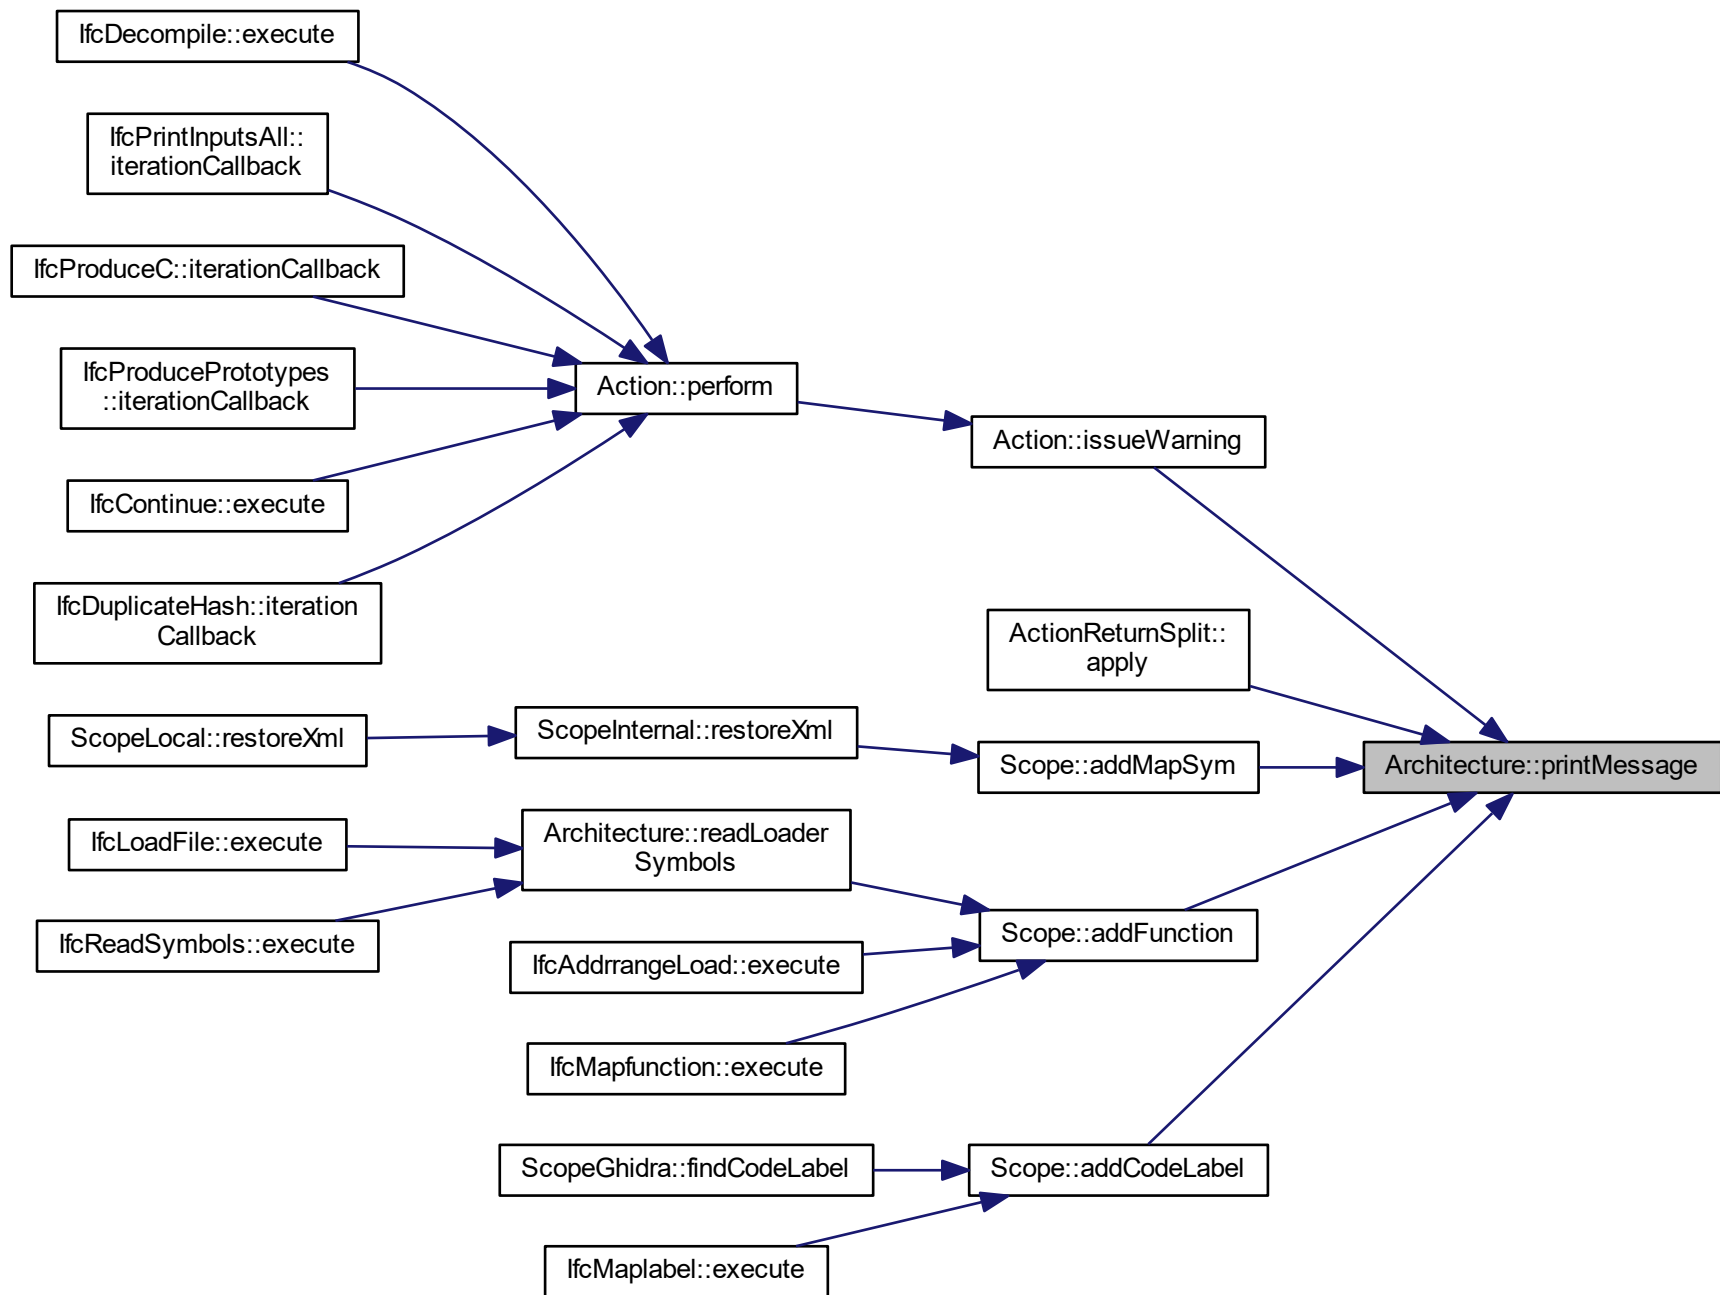 IfcDecompile::execute
IfcPrintInputsAll::
iterationCallback
IfcProduceC::iterationCallback
IfcProducePrototypes
::iterationCallback
Action::perform
Action::issueWarning
IfcContinue::execute
IfcDuplicateHash::iteration
Callback
ActionReturnSplit::
apply
ScopeLocal::restoreXml
ScopeInternal::restoreXml
Scope::addMapSym
Architecture::printMessage
IfcLoadFile::execute
Architecture::readLoader
Symbols
IfcReadSymbols::execute
Scope::addFunction
IfcAddrrangeLoad::execute
IfcMapfunction::execute
ScopeGhidra::findCodeLabel
Scope::addCodeLabel
IfcMaplabel::execute